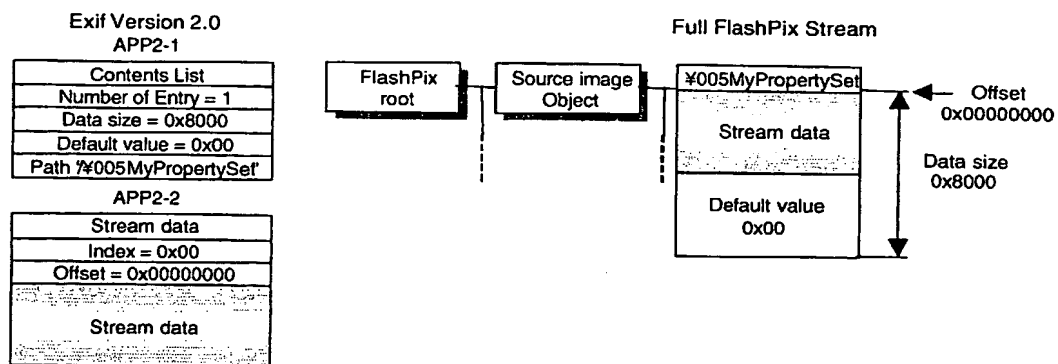 Exif Version 2.0
APP2-1
Contents List
Number of Entry = 1
Data size = 0x8000
Default value = 0x00
Path '/¥005MyPropertySet'
APP2-2
Stream data
Index = 0x00
Offset = 0x00000000
Stream data
FlashPix
root
Source image
Object
Full FlashPix Stream
¥005MyPropertySet
Stream data
Default value
0x00
Offset
0x00000000
Data size
0x8000